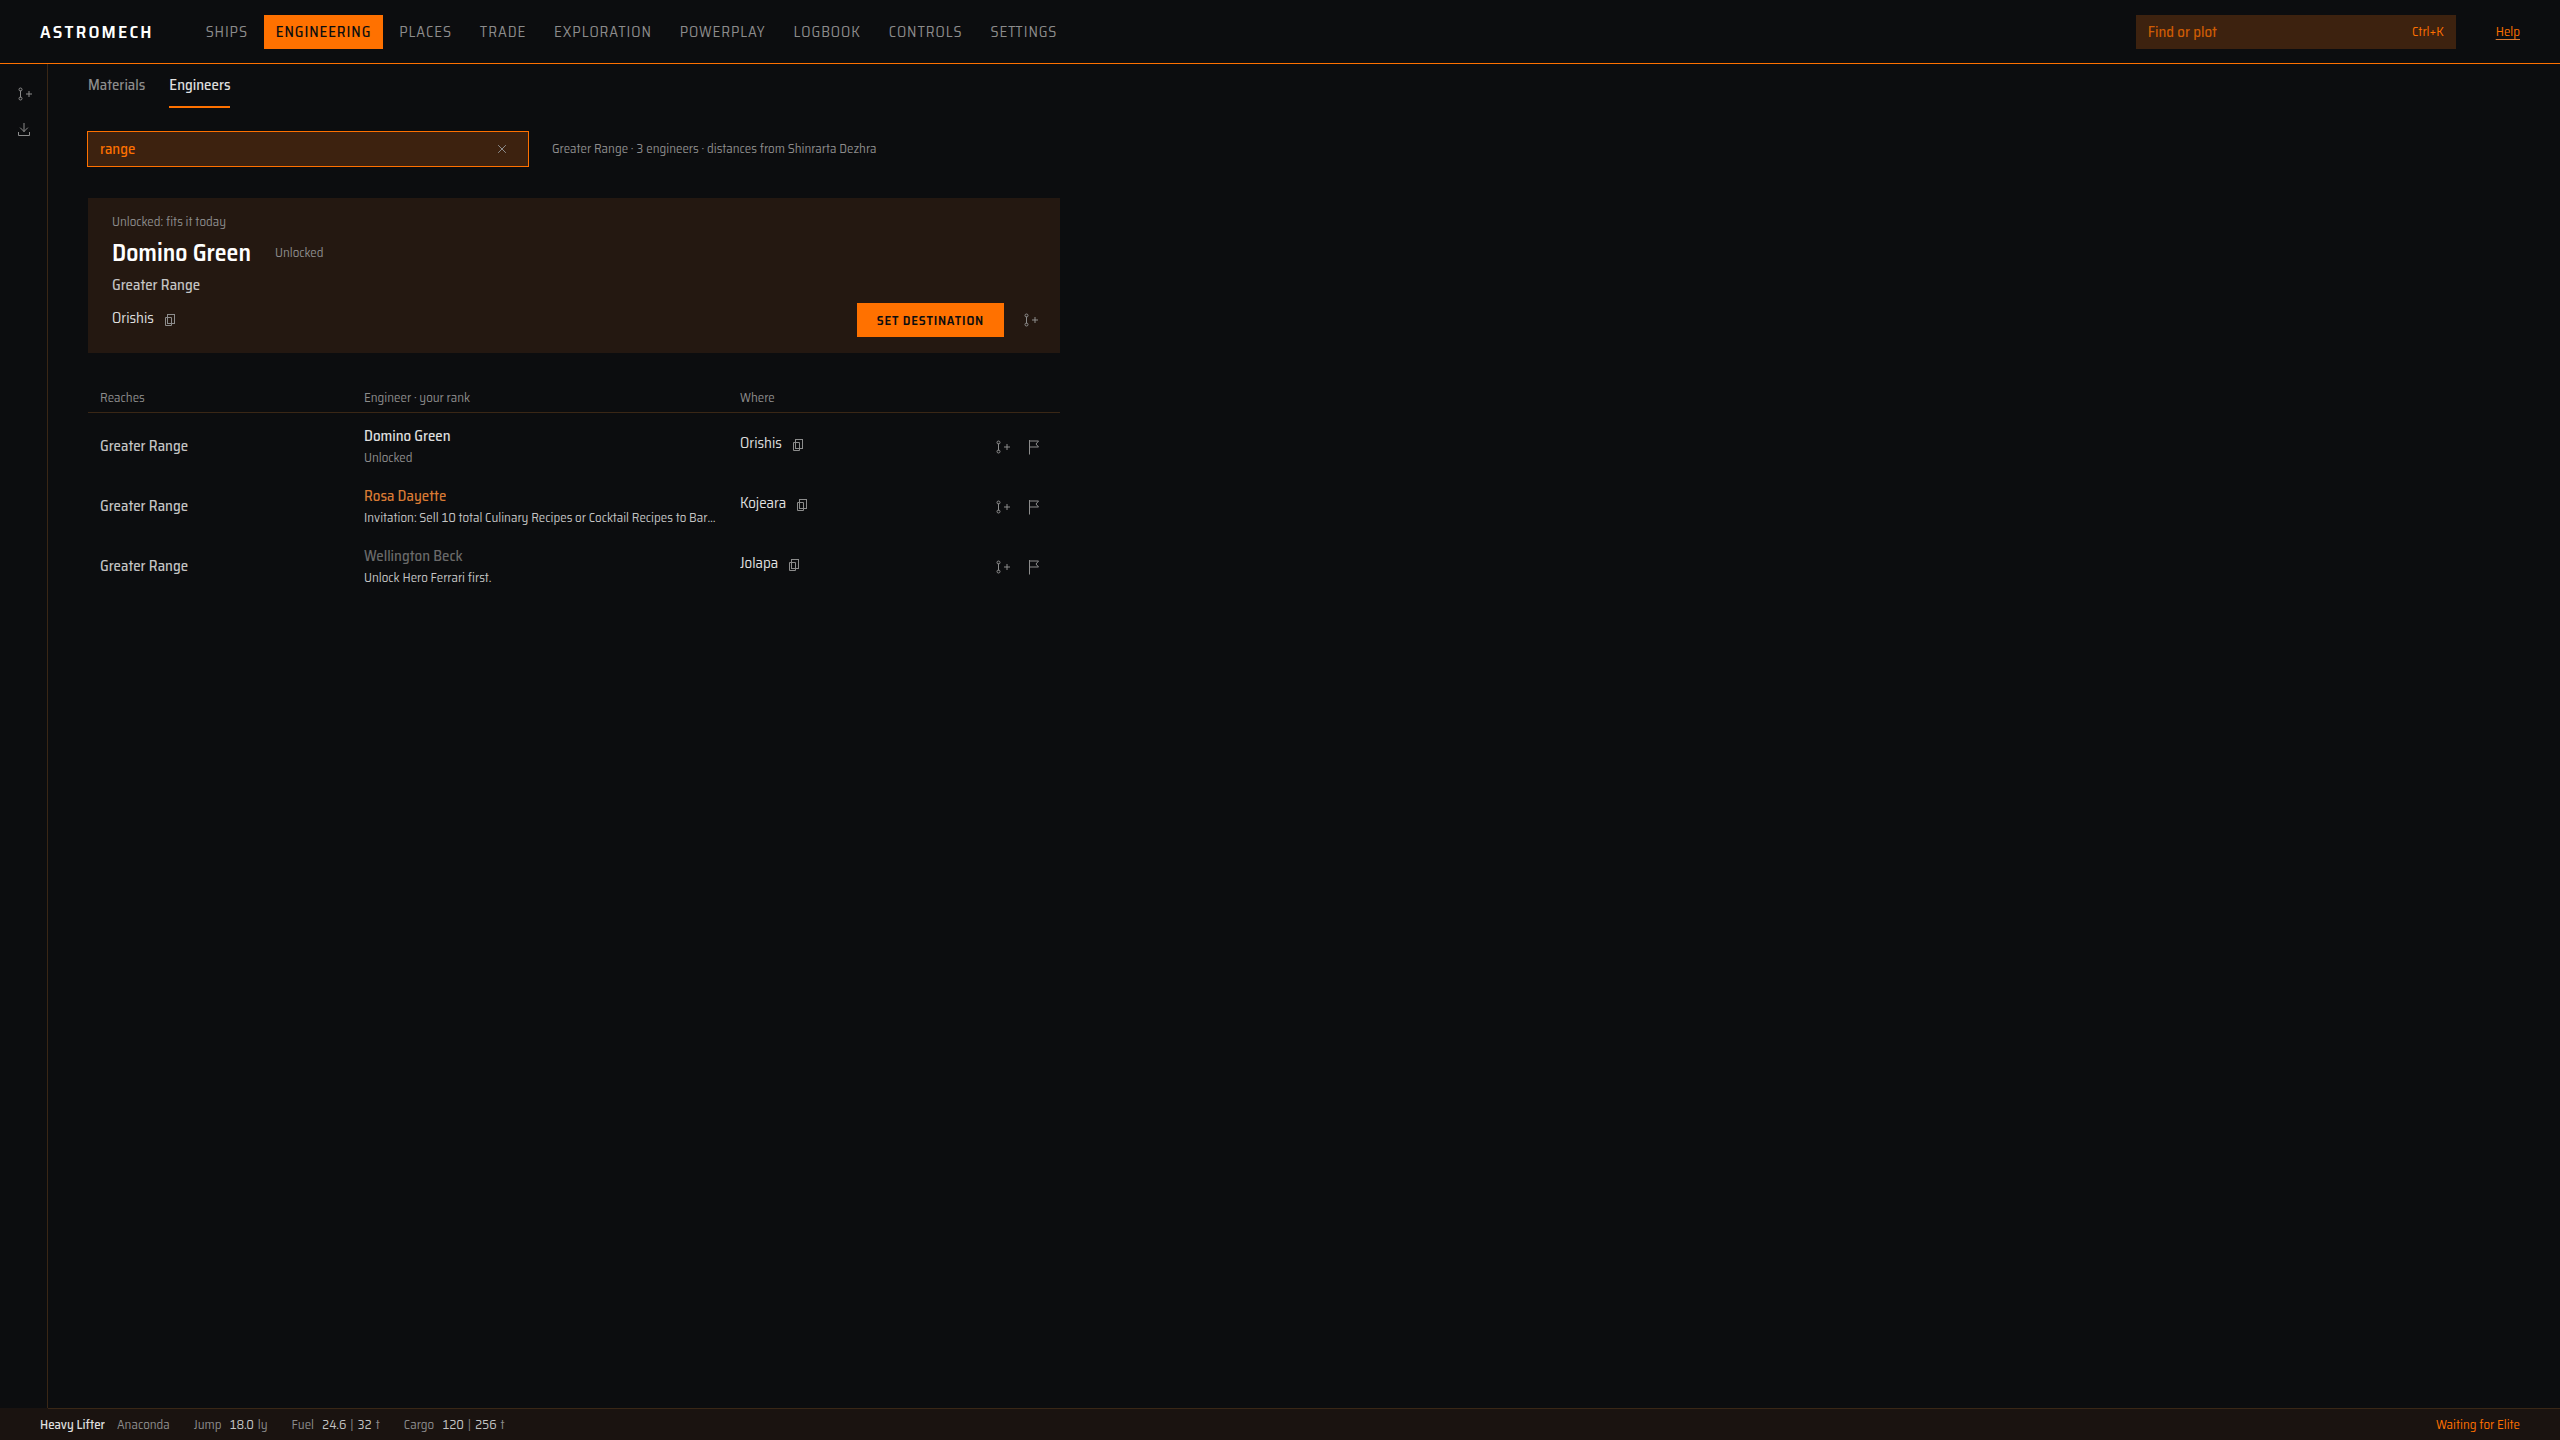 ASTROMECH SHIPS ENGINEERING PLACES TRADE EXPLORATION POWERPLAY LOGBOOK CONTROLS SETTINGS Find or plot Ctrl+K Help
Materials Engineers
range Greater Range · 3 engineers · distances from Shinrarta Dezhra
Unlocked: fits it today
Domino Green Unlocked
Greater Range
Orishis SET DESTINATION
Reaches Engineer · your rank Where
Greater Range Domino Green Orishis
Unlocked
Greater Range Rosa Dayette Kojeara
Invitation: Sell 10 total Culinary Recipes or Cocktail Recipes to Bar...
Greater Range Wellington Beck Jolapa
Unlock Hero Ferrari first.
Heavy Lifter Anaconda Jump 18.0 ly Fuel 24.6 | 32 t Cargo 120 | 256 t Waiting for Elite